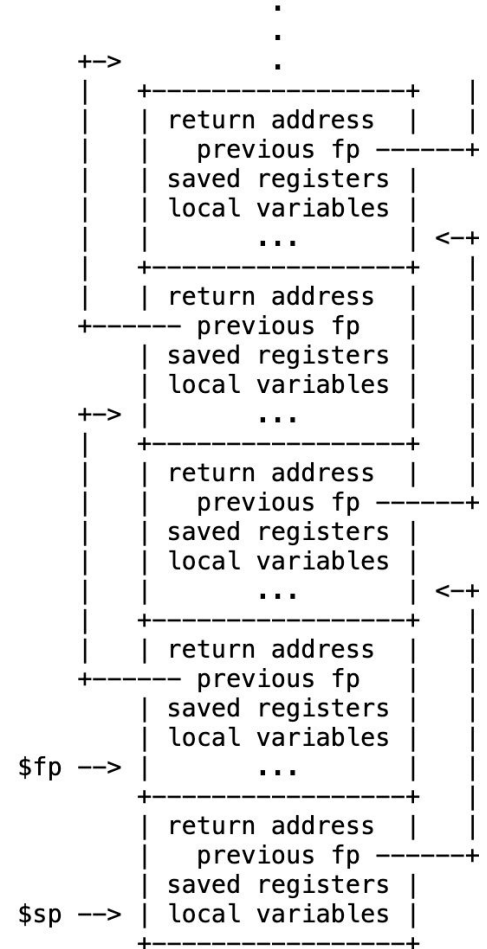 .
.
+-> .
+-----------------+ |
| | return address | |
| | previous fp ------+
| | saved registers |
| | local variables |
| | ... | <-+
| +-----------------+ |
| | return address | |
+------ previous fp | |
| saved registers | |
| local variables | |
+-> | ... | |
| +-----------------+ |
| | return address | |
| | previous fp ------+
| | saved registers |
| | local variables |
| | ... | <-+
| +-----------------+ |
| | return address | |
+------ previous fp | |
| saved registers | |
| local variables | |
$fp --> | ... | |
+-----------------+ |
| return address | |
| previous fp ------+
| saved registers |
$sp --> | local variables |
+-----------------+